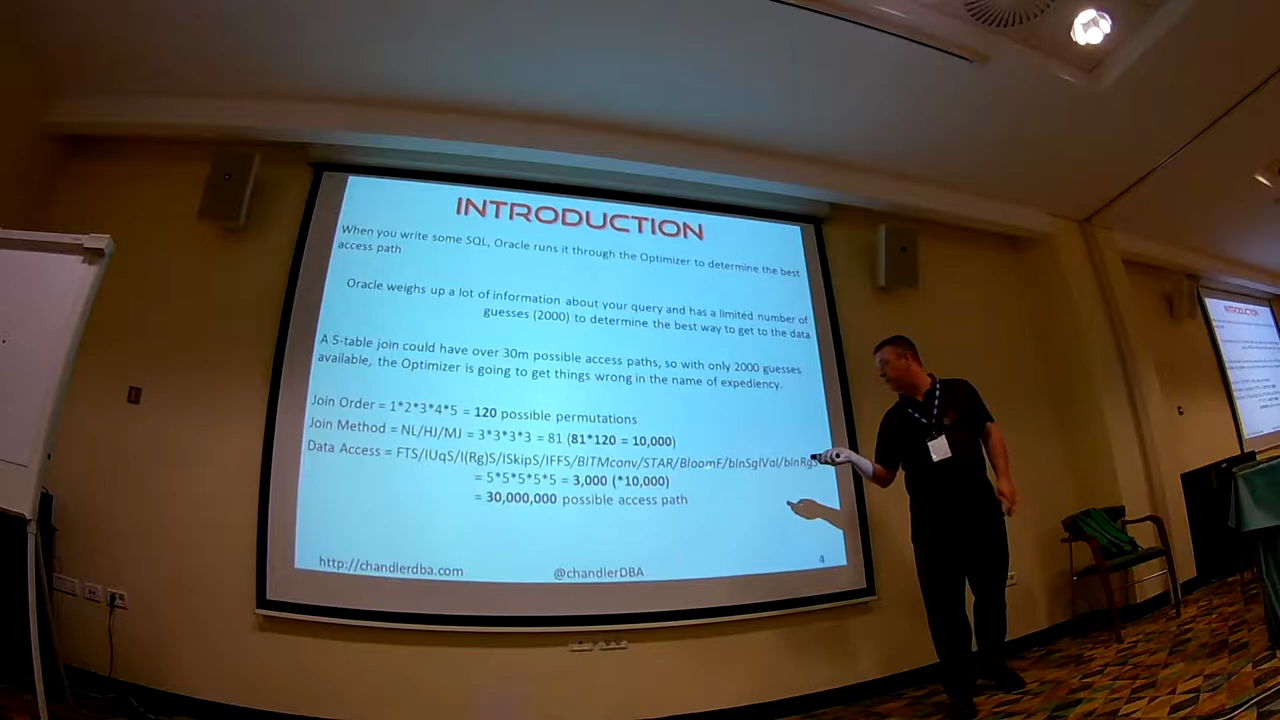 INTRODUCTION
When you write some SQL, Oracle runs it through the Optimizer to determine the best
access path
Oracle weighs up a lot of information about your query and has a limited number of
guesses (2000) to determine the best way to get to the data
A 5-table join could have over 30m possible access paths, so with only 2000 guesses
available, the Optimizer is going to get things wrong in the name of expediency.
Join Order = 1*2*3*4*5 = 120 possible permutations
Join Method = NL/HJ/MJ = 3*3*3*3 = 81 (81*120 = 10,000)
Data Access = FTS/IUqS/I(Rg)S/ISkipS/IFFS/BITMconv/STAR/BloomF/bInSglVal/bInRgS
= 5*5*5*5*5 = 3,000 (*10,000)
= 30,000,000 possible access path
http://chandlerdba.com
@chandlerDBA
4
INTRODUCTION